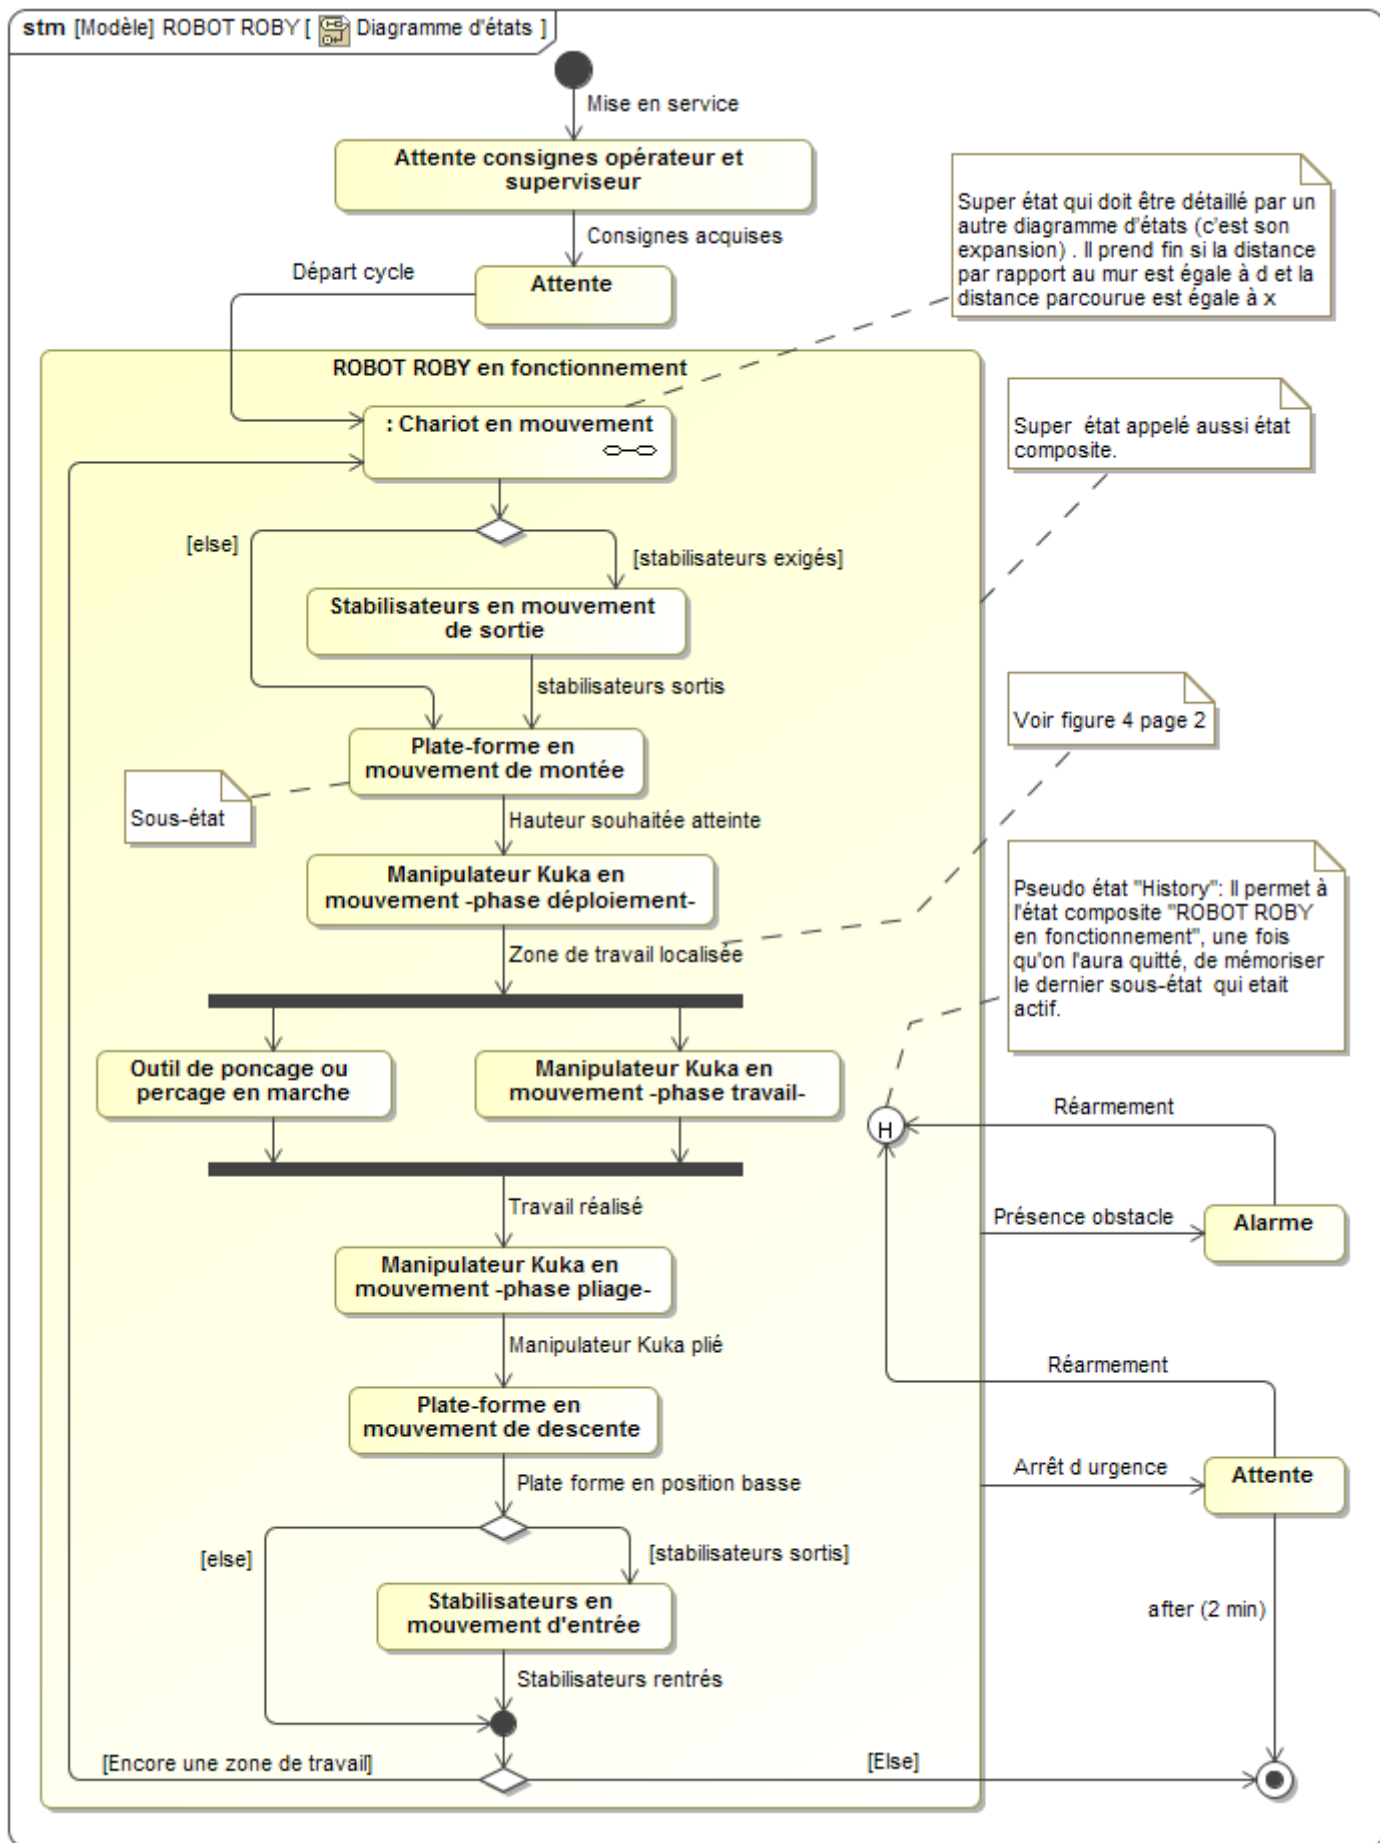 stm [Modèle] ROBOT ROBY [ Diagramme d'états ]
Mise en service
Attente consignes opérateur et
superviseur
Consignes acquises
Départ cycle
Attente
Super état qui doit être détaillé par un
autre diagramme d'états (c'est son
expansion) . Il prend fin si la distance
par rapport au mur est égale à d et la
distance parcourue est égale à x
ROBOT ROBY en fonctionnement
: Chariot en mouvement
Super état appelé aussi état
composite.
[else]
[stabilisateurs exigés]
Stabilisateurs en mouvement
de sortie
stabilisateurs sortis
Voir figure 4 page 2
Plate-forme en
mouvement de montée
Sous-état
Hauteur souhaitée atteinte
Manipulateur Kuka en
mouvement -phase déploiement-
Pseudo état "History": Il permet à
l'état composite "ROBOT ROBY
en fonctionnement", une fois
qu'on l'aura quitté, de mémoriser
le dernier sous-état qui etait
actif.
Zone de travail localisée
Outil de poncage ou
percage en marche
Manipulateur Kuka en
mouvement -phase travail-
H
Réarmement
Travail réalisé
Présence obstacle
Alarme
Manipulateur Kuka en
mouvement -phase pliage-
Manipulateur Kuka plié
Réarmement
Plate-forme en
mouvement de descente
Arrêt d urgence
Attente
Plate forme en position basse
[else]
[stabilisateurs sortis]
Stabilisateurs en
mouvement d'entrée
after (2 min)
Stabilisateurs rentrés
[Encore une zone de travail]
[Else]